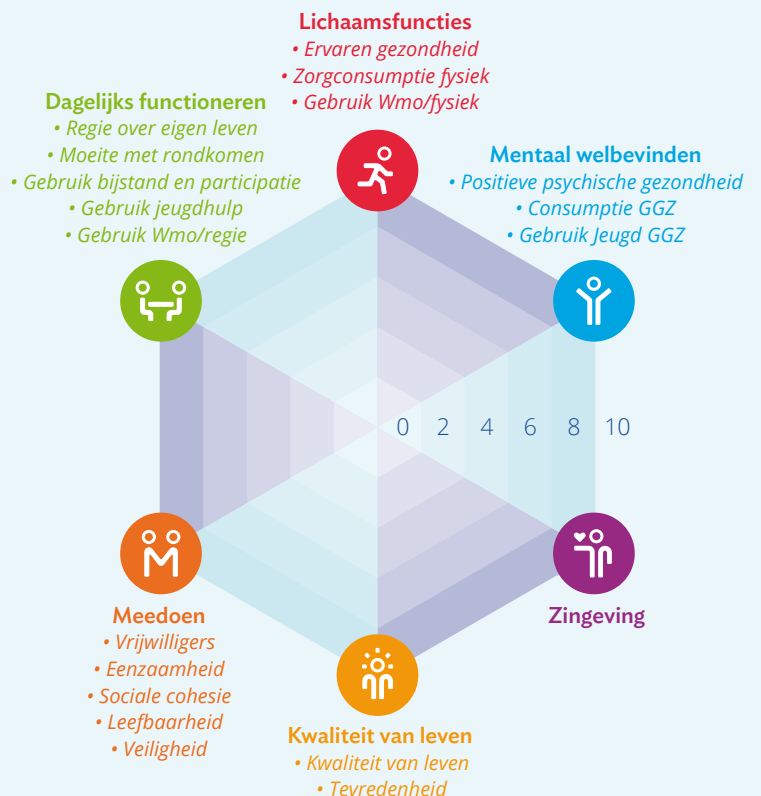 Lichaamsfuncties
• Ervaren gezondheid
• Zorgconsumptie fysiek
• Gebruik Wmo/fysiek
Dagelijks functioneren
• Regie over eigen leven
• Moeite met rondkomen
• Gebruik bijstand en participatie
• Gebruik jeugdhulp
• Gebruik Wmo/regie
Mentaal welbevinden
• Positieve psychische gezondheid
• Consumptie GGZ
• Gebruik Jeugd GGZ
0 2 4 6 8 10
Meedoen
• Vrijwilligers
• Eenzaamheid
• Sociale cohesie
• Leefbaarheid
• Veiligheid
Zingeving
Kwaliteit van leven
• Kwaliteit van leven
• Tevredenheid